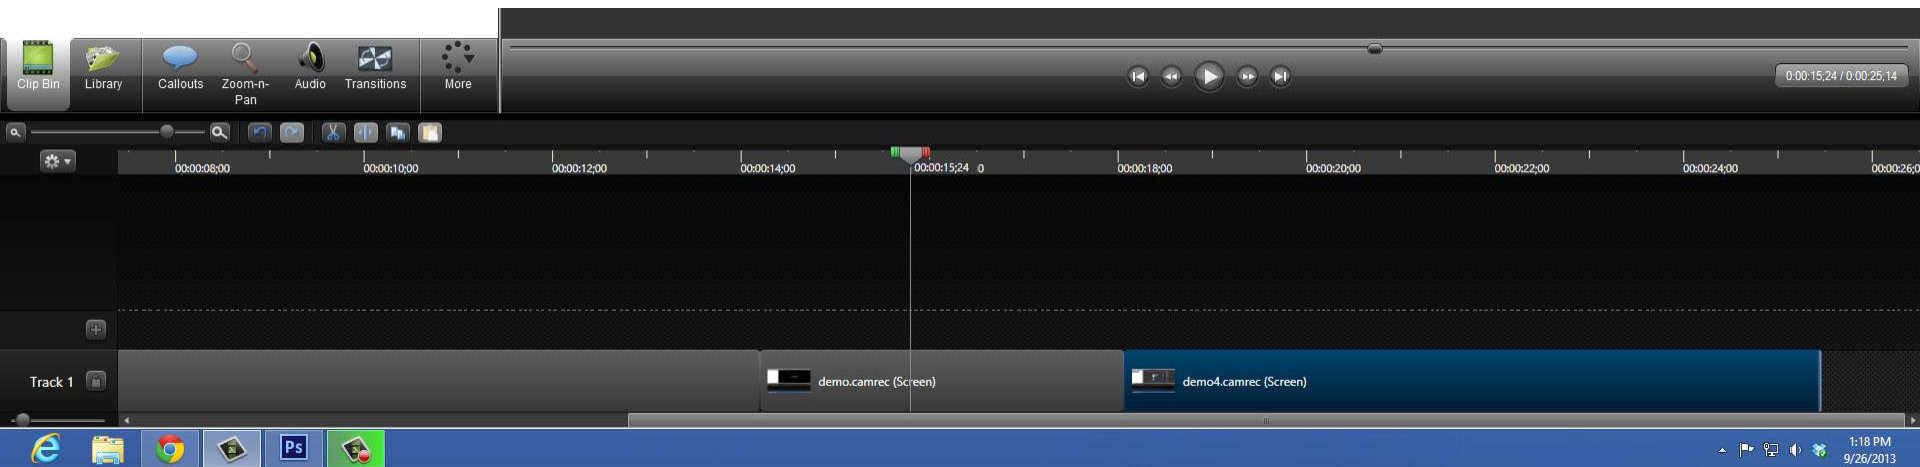 Clip Bin
Library
Callouts
Zoom-n-
Pan
Audio
Transitions
More
0:00:15;24 / 0:00:25;14
00:00:08;00 00:00:10;00 00:00:12;00 00:00:14;00 00:00:15;24 0 00:00:18;00 00:00:20;00 00:00:22;00 00:00:24;00 00:00:26;0
Track 1
demo.camrec (Screen)
demo4.camrec (Screen)
Ps
1:18 PM
9/26/2013